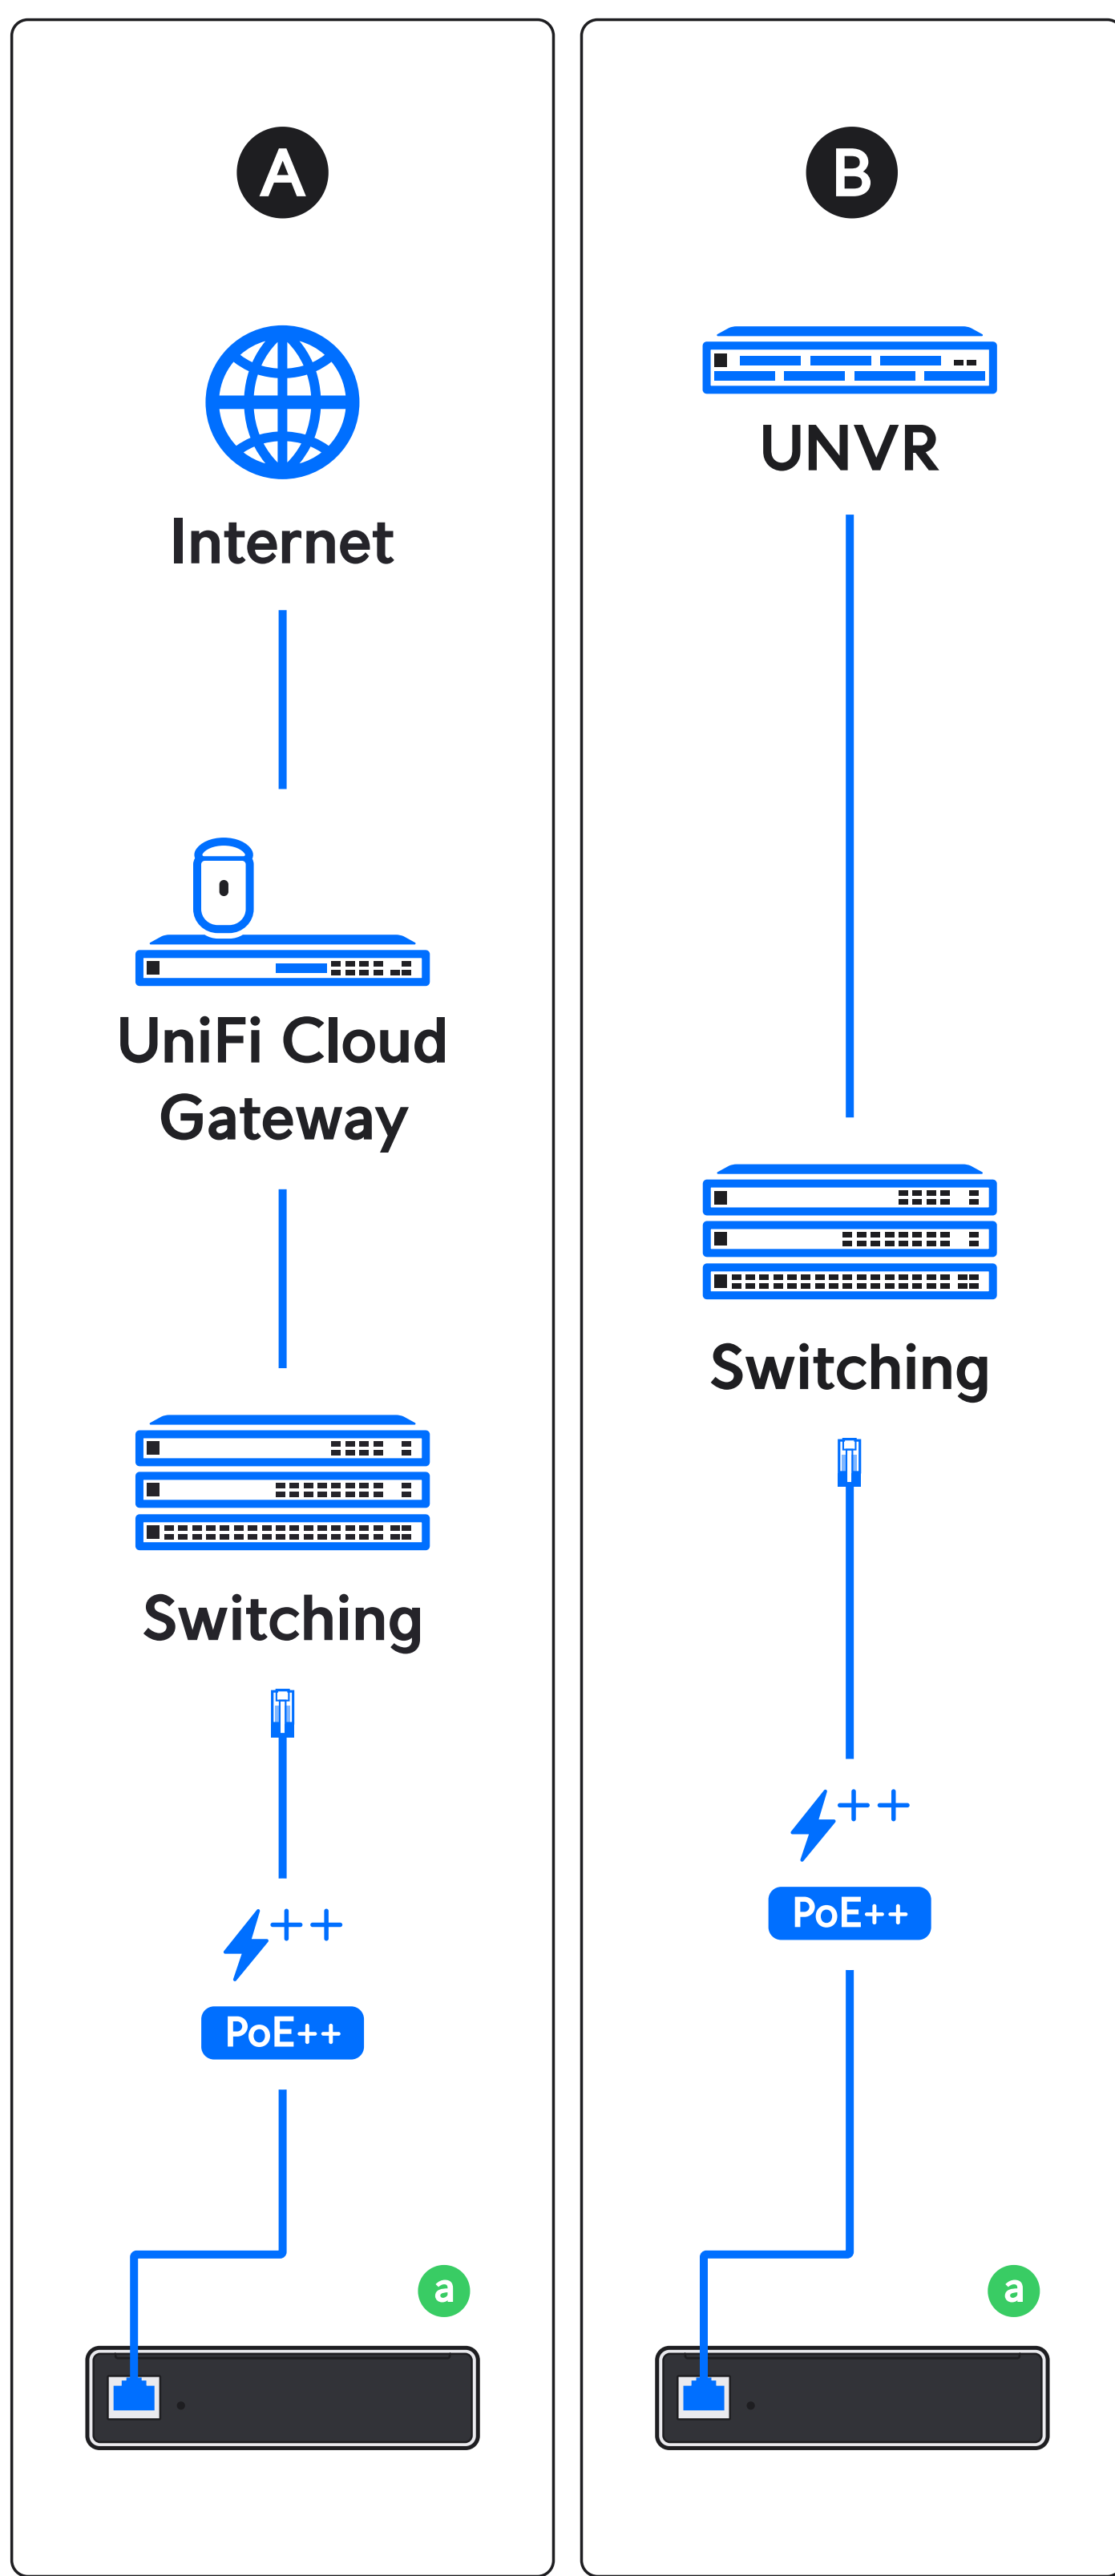 A
Internet
UniFi Cloud
Gateway
Switching
PoE++
a
B
UNVR
Switching
PoE++
a